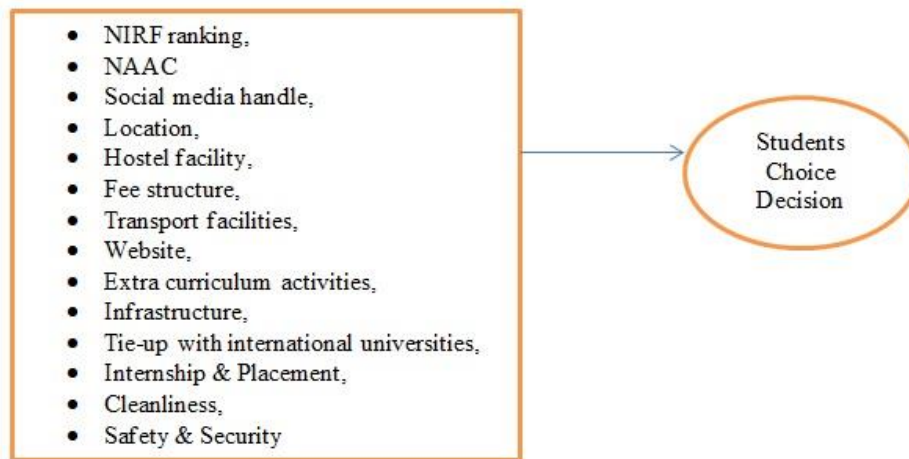 • NIRF ranking,
• NAAC
• Social media handle,
• Location,
• Hostel facility,
• Fee structure,
• Transport facilities,
• Website,
• Extra curriculum activities,
• Infrastructure,
• Tie-up with international universities,
• Internship & Placement,
• Cleanliness,
• Safety & Security
Students
Choice
Decision